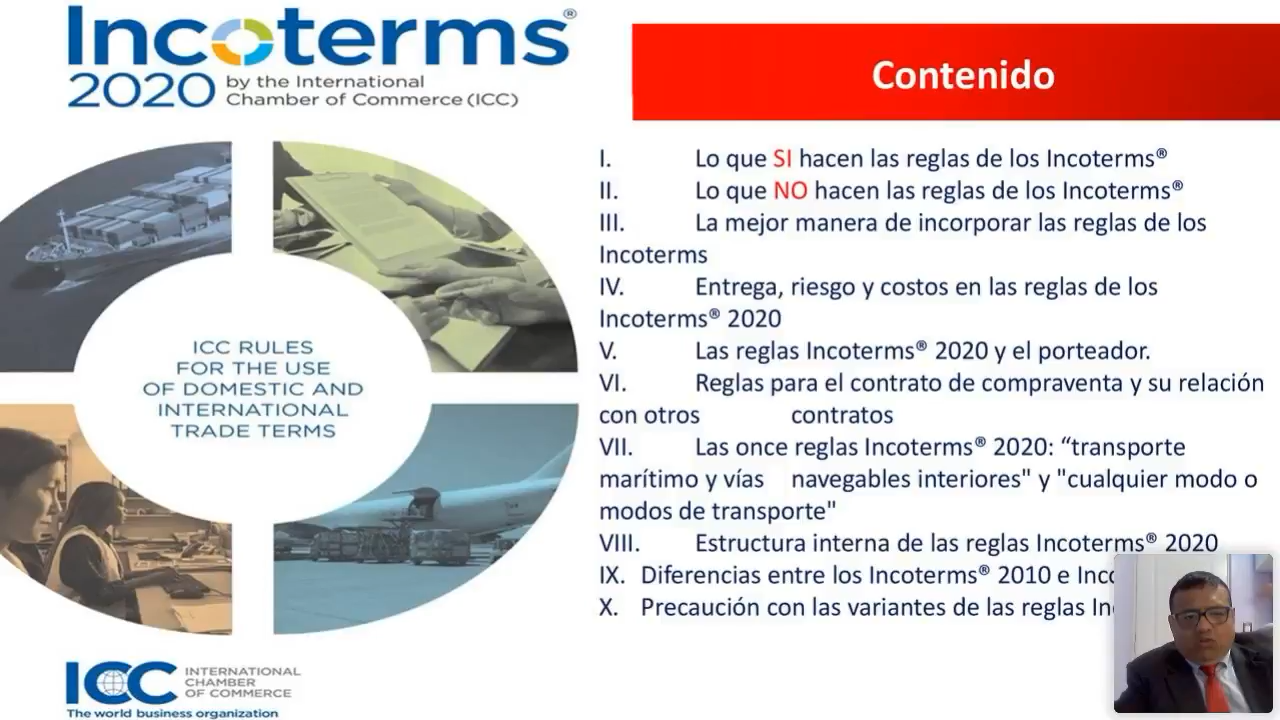 Incoterms®
2020 by the International
Chamber of Commerce (ICC)
ICC RULES
FOR THE USE
OF DOMESTIC AND
INTERNATIONAL
TRADE TERMS
ICC INTERNATIONAL
CHAMBER
OF COMMERCE
The world business organization
Contenido
I. Lo que SI hacen las reglas de los Incoterms®
II. Lo que NO hacen las reglas de los Incoterms®
III. La mejor manera de incorporar las reglas de los
Incoterms
IV. Entrega, riesgo y costos en las reglas de los
Incoterms® 2020
V. Las reglas Incoterms® 2020 y el porteador.
VI. Reglas para el contrato de compraventa y su relación
con otros contratos
VII. Las once reglas Incoterms® 2020: “transporte
marítimo y vías navegables interiores" y "cualquier modo o
modos de transporte"
VIII. Estructura interna de las reglas Incoterms® 2020
IX. Diferencias entre los Incoterms® 2010 e
X. Precaución con las variantes de las reglas